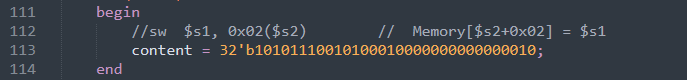 111 begin
112 //sw $s1, 0x02($s2) // Memory[$s2+0x02] = $s1
113 content = 32'b10101110010100010000000000000010;
114 end